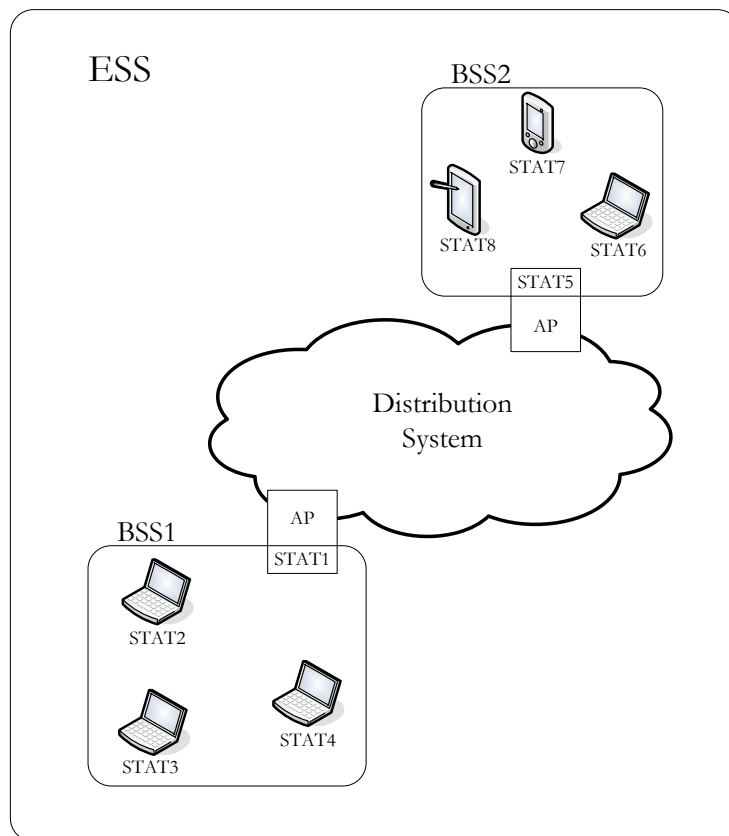 ESS
BSS2
STAT7
STAT8
STAT6
STAT5
AP
Distribution
System
AP
BSS1
STAT1
STAT2
STAT4
STAT3